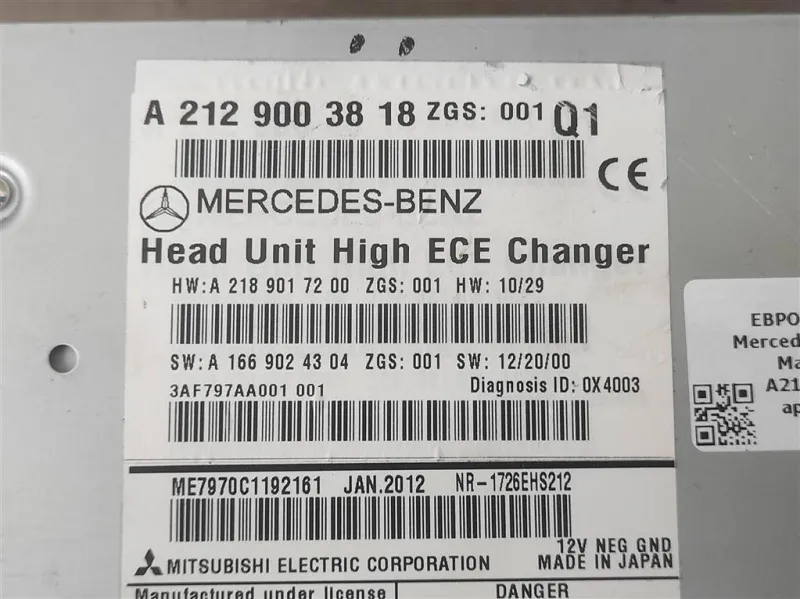 A 212 900 38 18 ZGS: 001 Q1
CE
MERCEDES-BENZ
Head Unit High ECE Changer
HW:A 218 901 72 00 ZGS: 001 HW: 10/29
SW:A 166 902 43 04 ZGS: 001 SW: 12/20/00
3AF797AA001 001 Diagnosis ID: 0X4003
ME7970C1192161 JAN.2012 NR-1726EHS212
12V NEG GND
MITSUBISHI ELECTRIC CORPORATION MADE IN JAPAN
Manufactured under license DANGER
ЕВРО
Merced
Ma
A21
ар